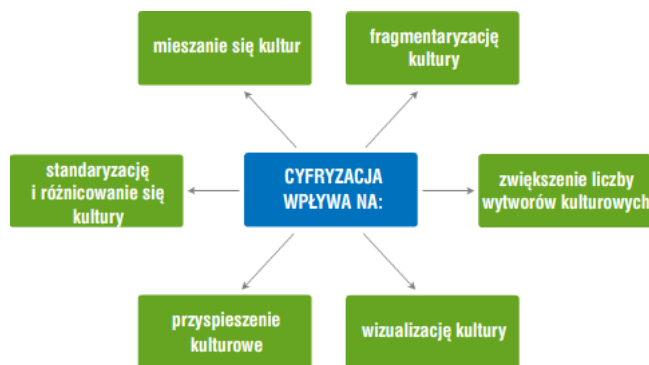 mieszanie się kultur
fragmentaryzację
kultury
standaryzację
i różnicowanie się
kultury
CYFRYZACJA
WPŁYWA NA:
zwiększenie liczby
wytworów kulturowych
przyspieszenie
kulturowe
wizualizację kultury